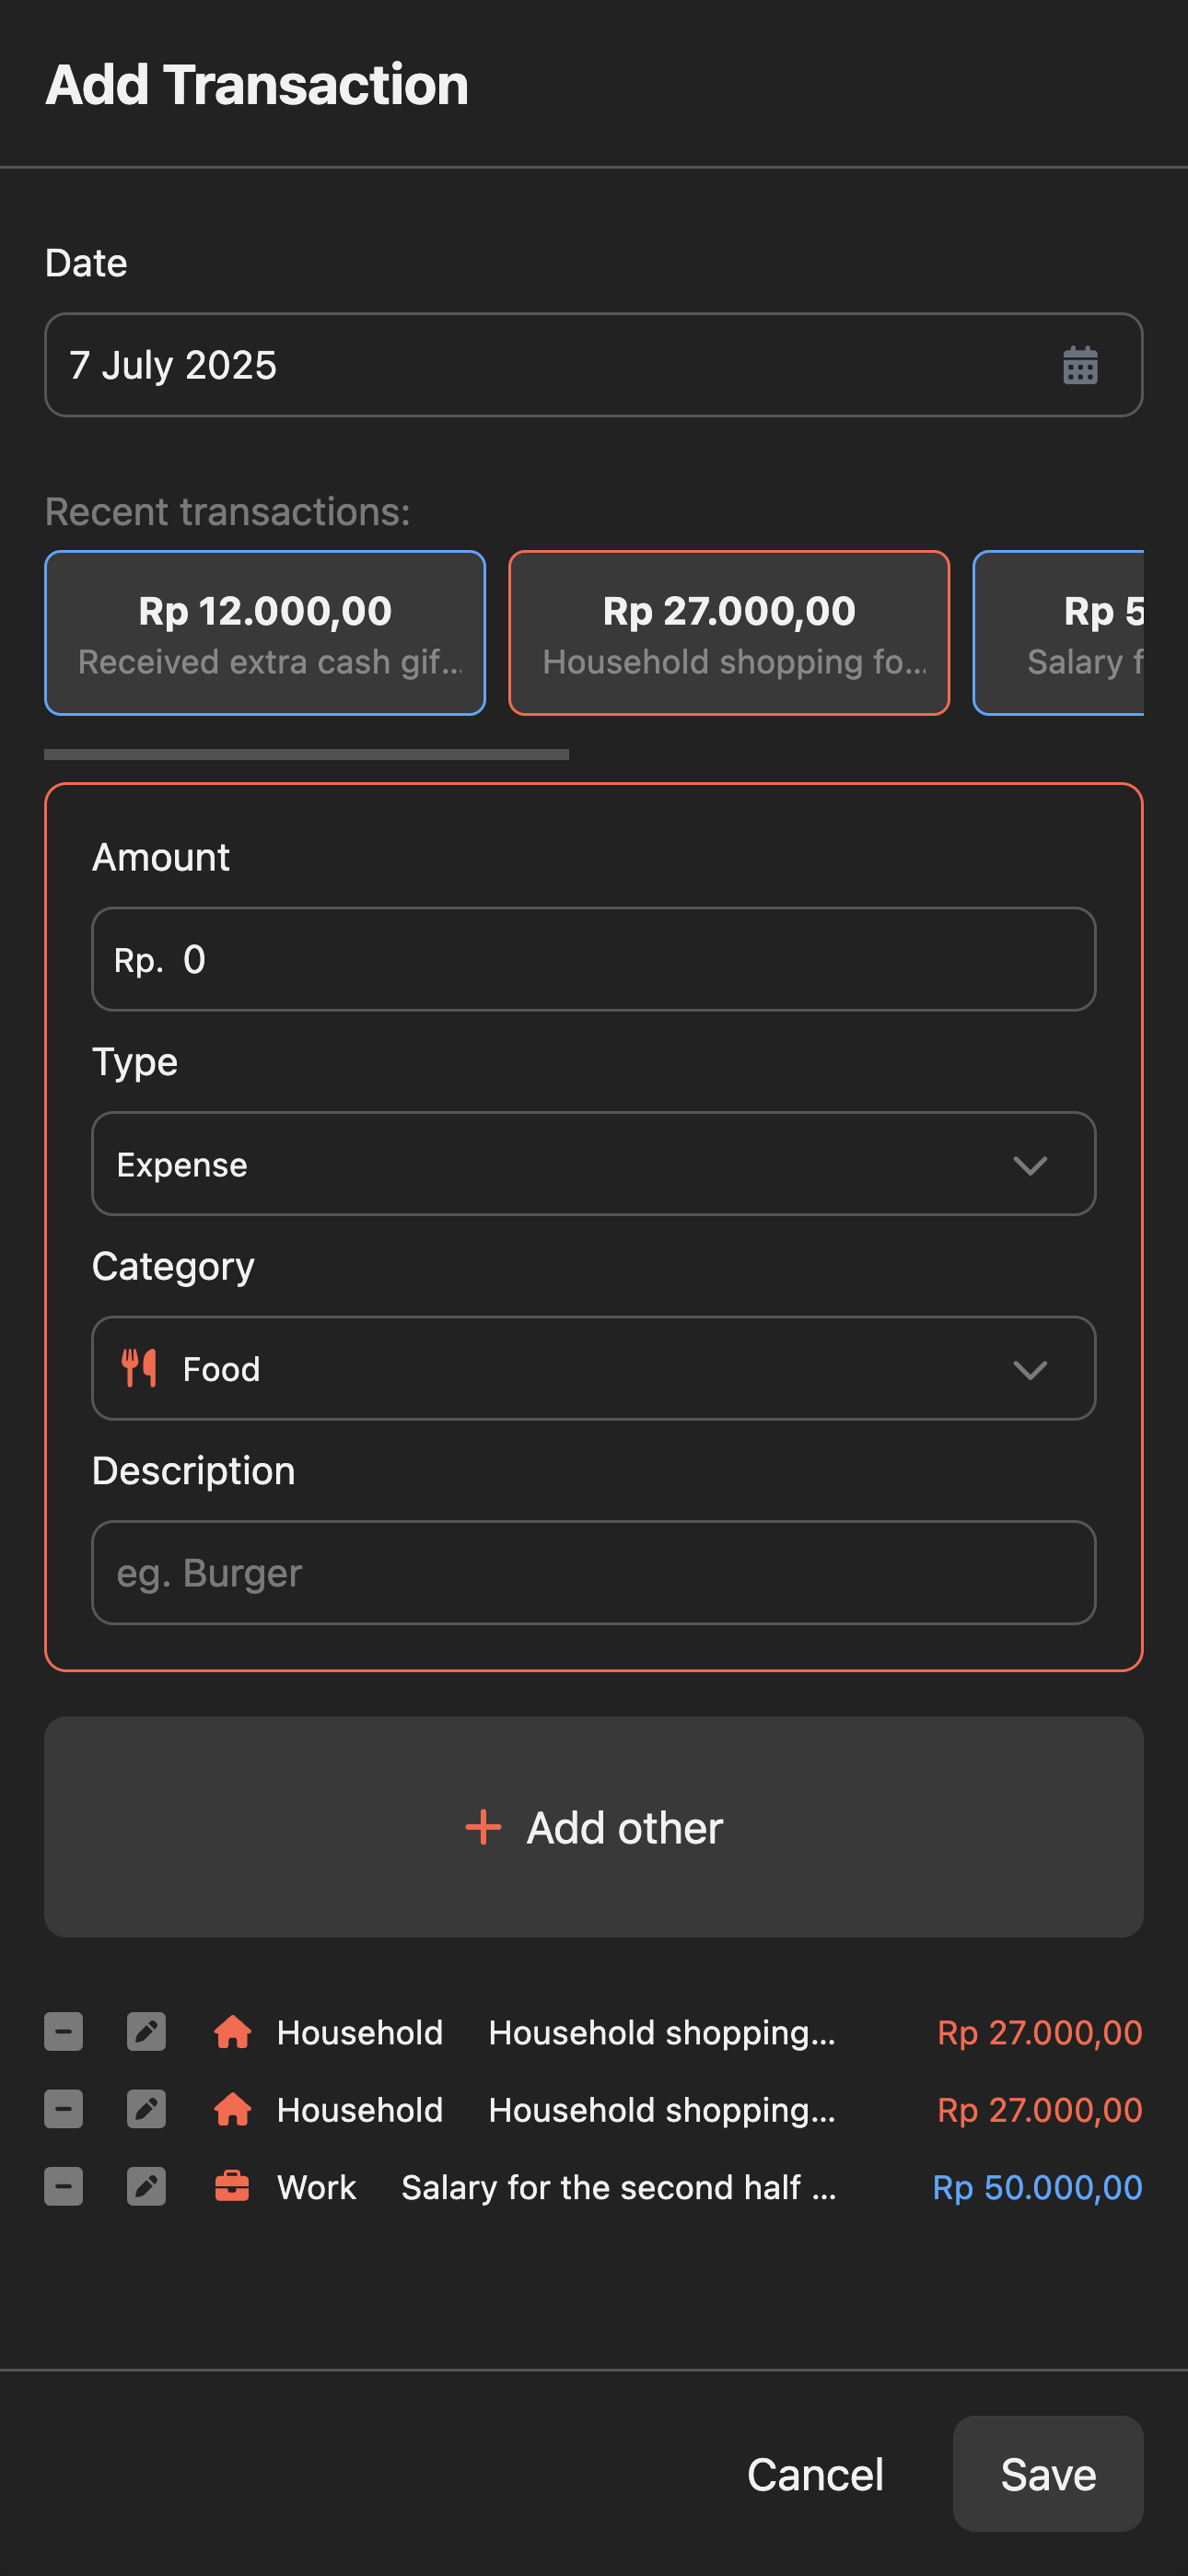 Add Transaction
Date
7 July 2025
Recent transactions:
Rp 12.000,00 Rp 27.000,00 Rp 5
Received extra cash gif... Household shopping fo... Salary f
Amount
Rp. 0
Type
Expense
Category
Food
Description
eg. Burger
+ Add other
Household Household shopping... Rp 27.000,00
Household Household shopping... Rp 27.000,00
Work Salary for the second half ... Rp 50.000,00
Cancel Save